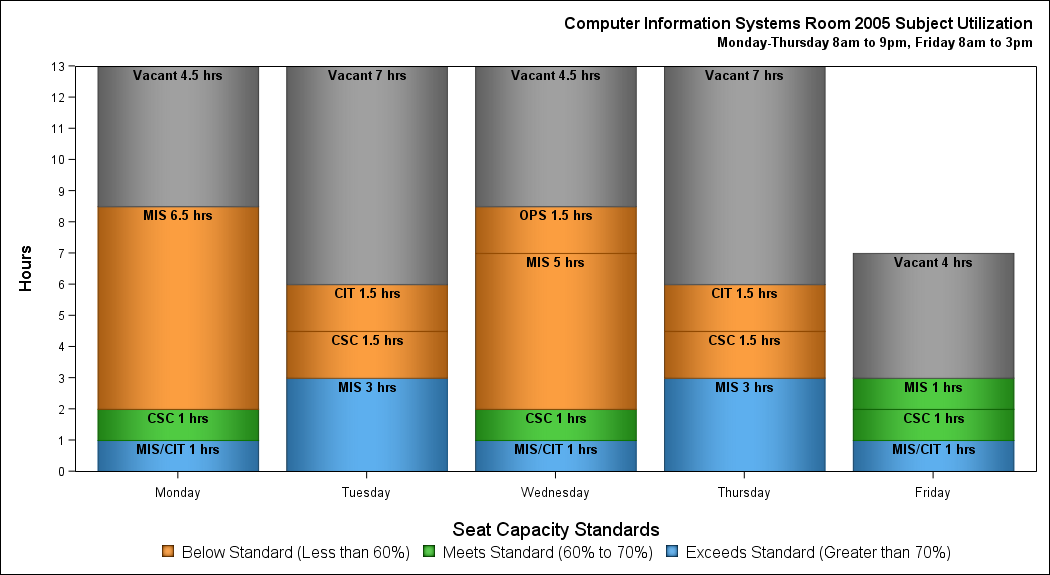 Computer Information Systems Room 2005 Subject Utilization
Monday-Thursday 8am to 9pm, Friday 8am to 3pm
Hours
13
12
11
10
9
8
7
6
5
4
3
2
1
0
Vacant 4.5 hrs
MIS 6.5 hrs
CSC 1 hrs
MIS/CIT 1 hrs
Vacant 7 hrs
CIT 1.5 hrs
CSC 1.5 hrs
MIS 3 hrs
Vacant 4.5 hrs
OPS 1.5 hrs
MIS 5 hrs
CSC 1 hrs
MIS/CIT 1 hrs
Vacant 7 hrs
CIT 1.5 hrs
CSC 1.5 hrs
MIS 3 hrs
Vacant 4 hrs
MIS 1 hrs
CSC 1 hrs
MIS/CIT 1 hrs
Monday Tuesday Wednesday Thursday Friday
Seat Capacity Standards
Below Standard (Less than 60%) Meets Standard (60% to 70%) Exceeds Standard (Greater than 70%)